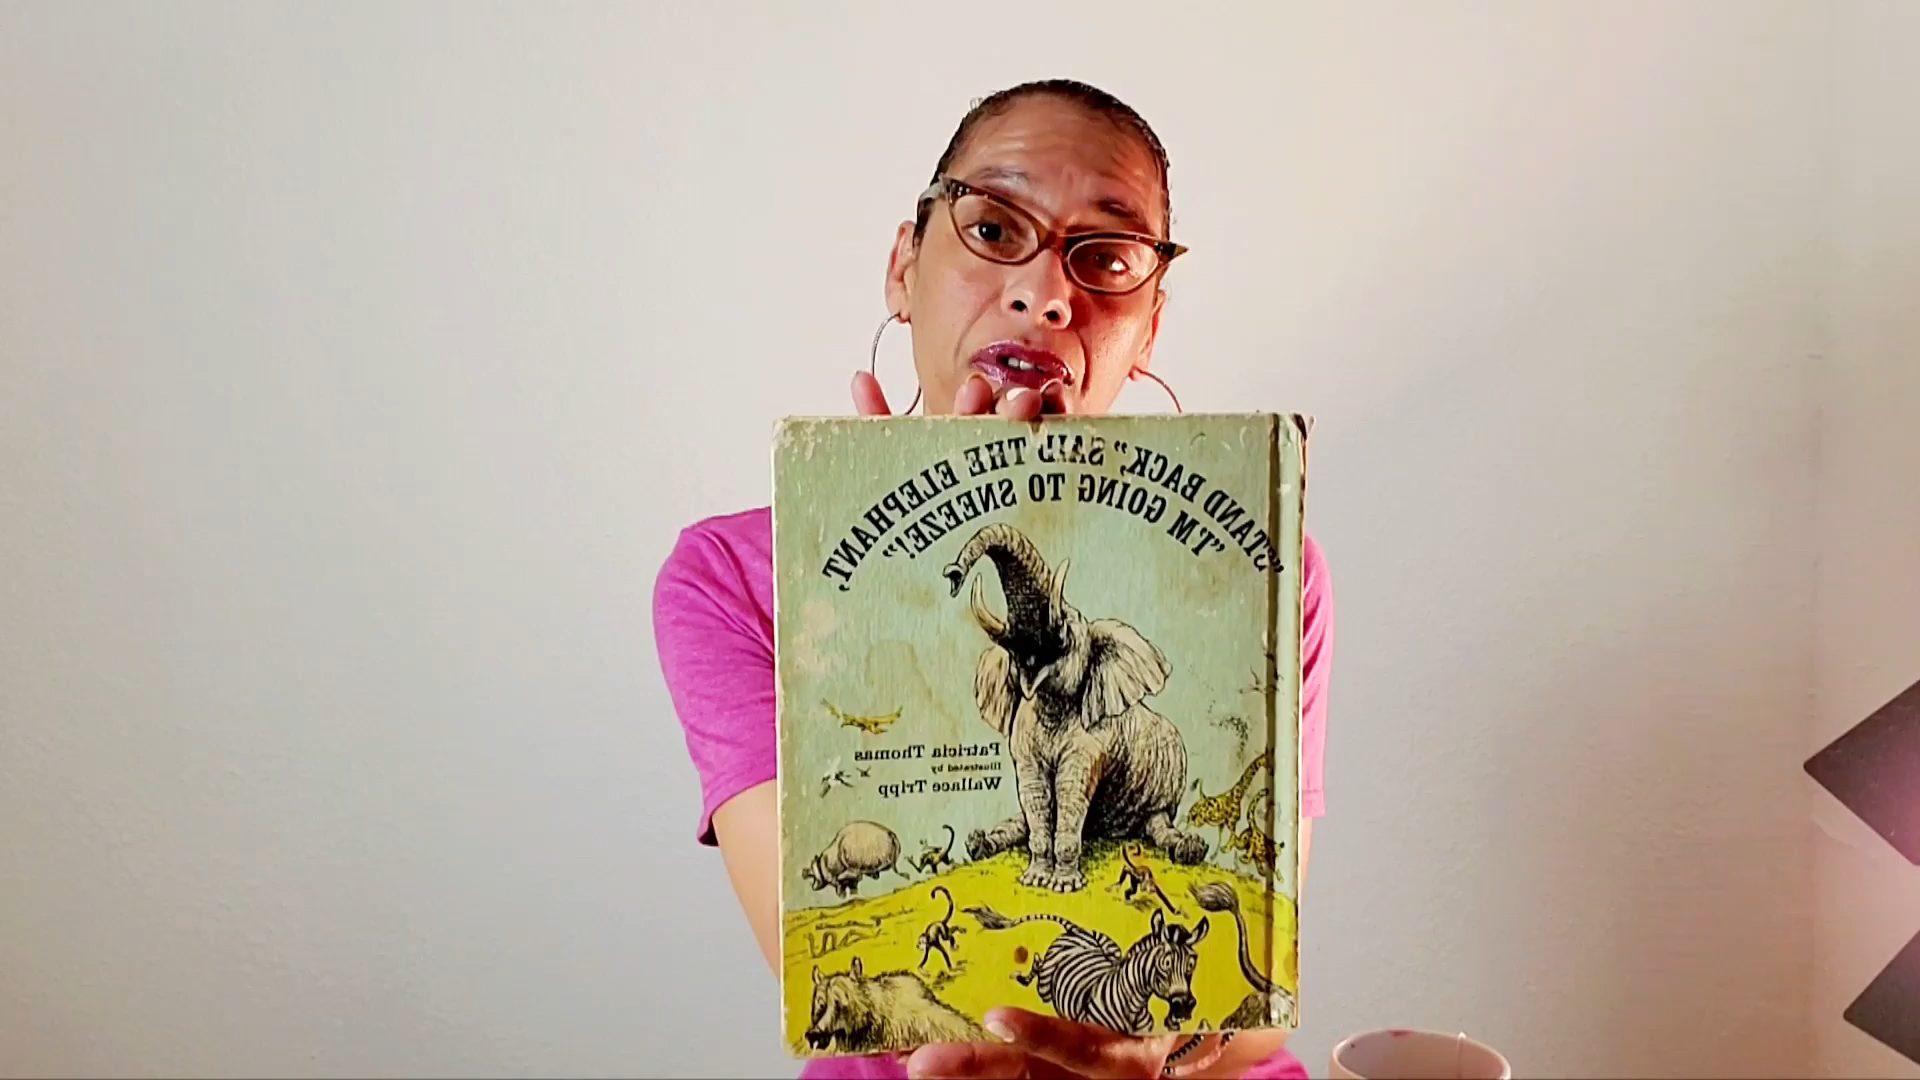 "STAND BACK," SAID THE ELEPHANT,
"I'M GOING TO SNEEZE!"
Patricia Thomas
Illustrated by
Wallace Tripp